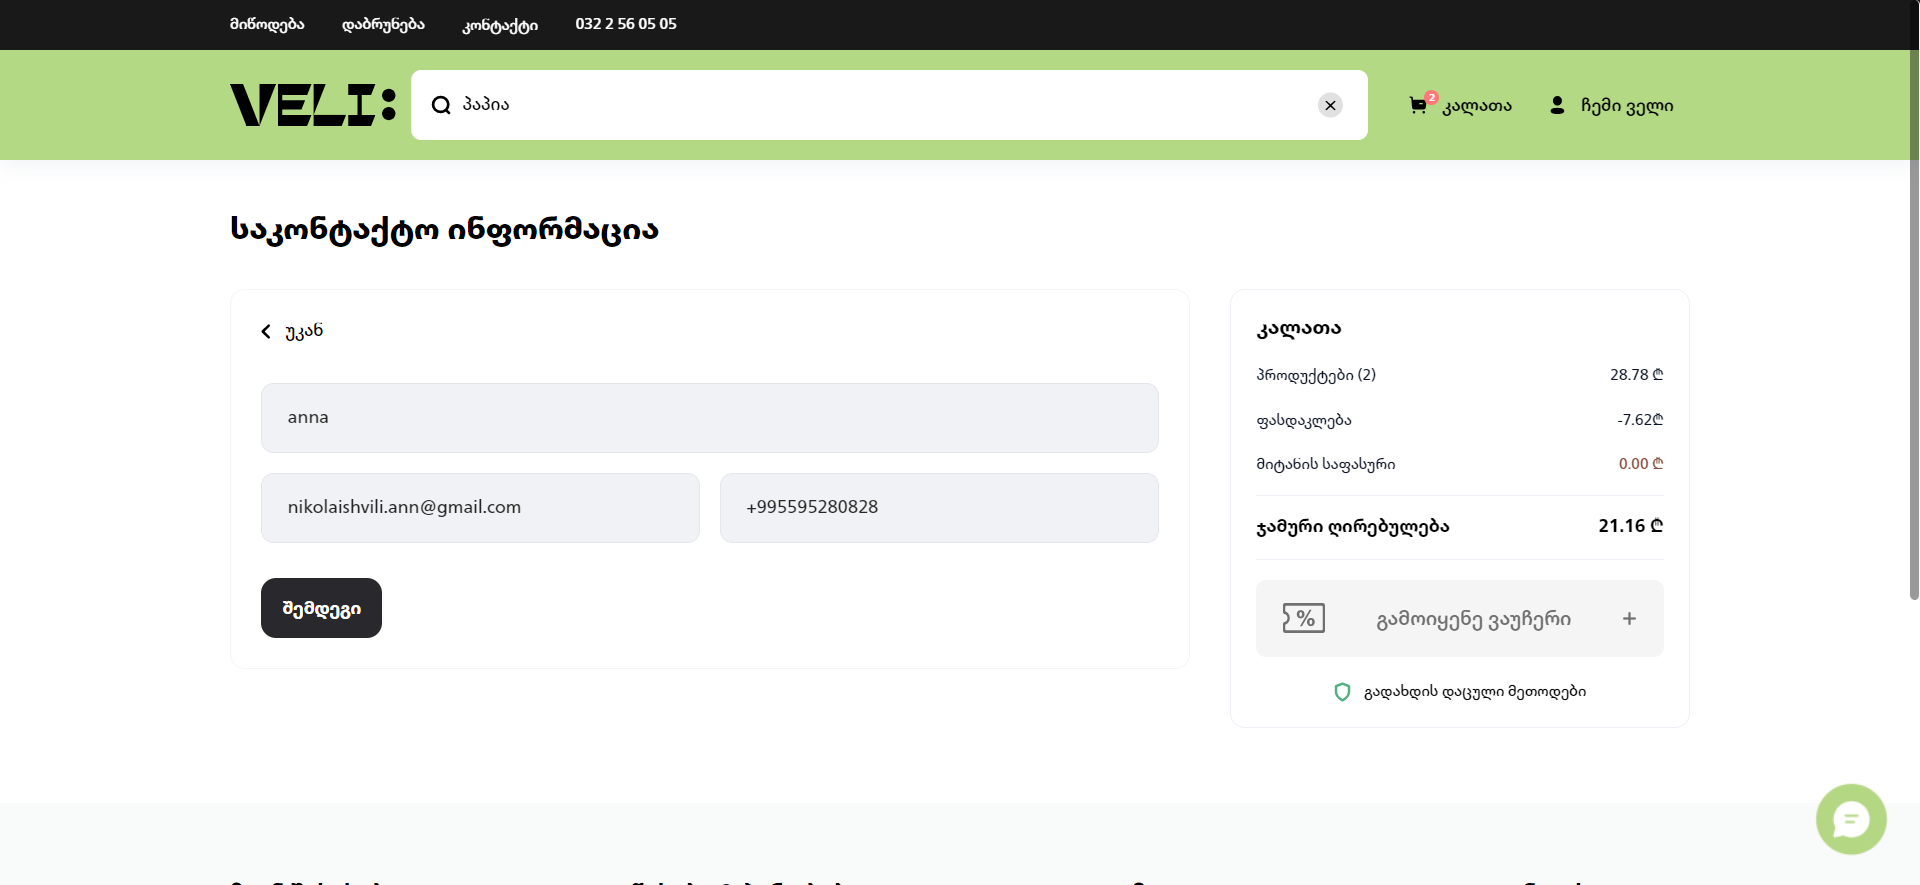 მიწოდება დაბრუნება კონტაქტი 032 2 56 05 05
VELI:
პაპია
2 კალათა ჩემი ველი
საკონტაქტო ინფორმაცია
უკან
anna
nikolaishvili.ann@gmail.com +995595280828
შემდეგი
კალათა
პროდუქტები (2) 28.78 ₾
ფასდაკლება -7.62₾
მიტანის საფასური 0.00 ₾
ჯამური ღირებულება 21.16 ₾
% გამოიყენე ვაუჩერი +
გადახდის დაცული მეთოდები